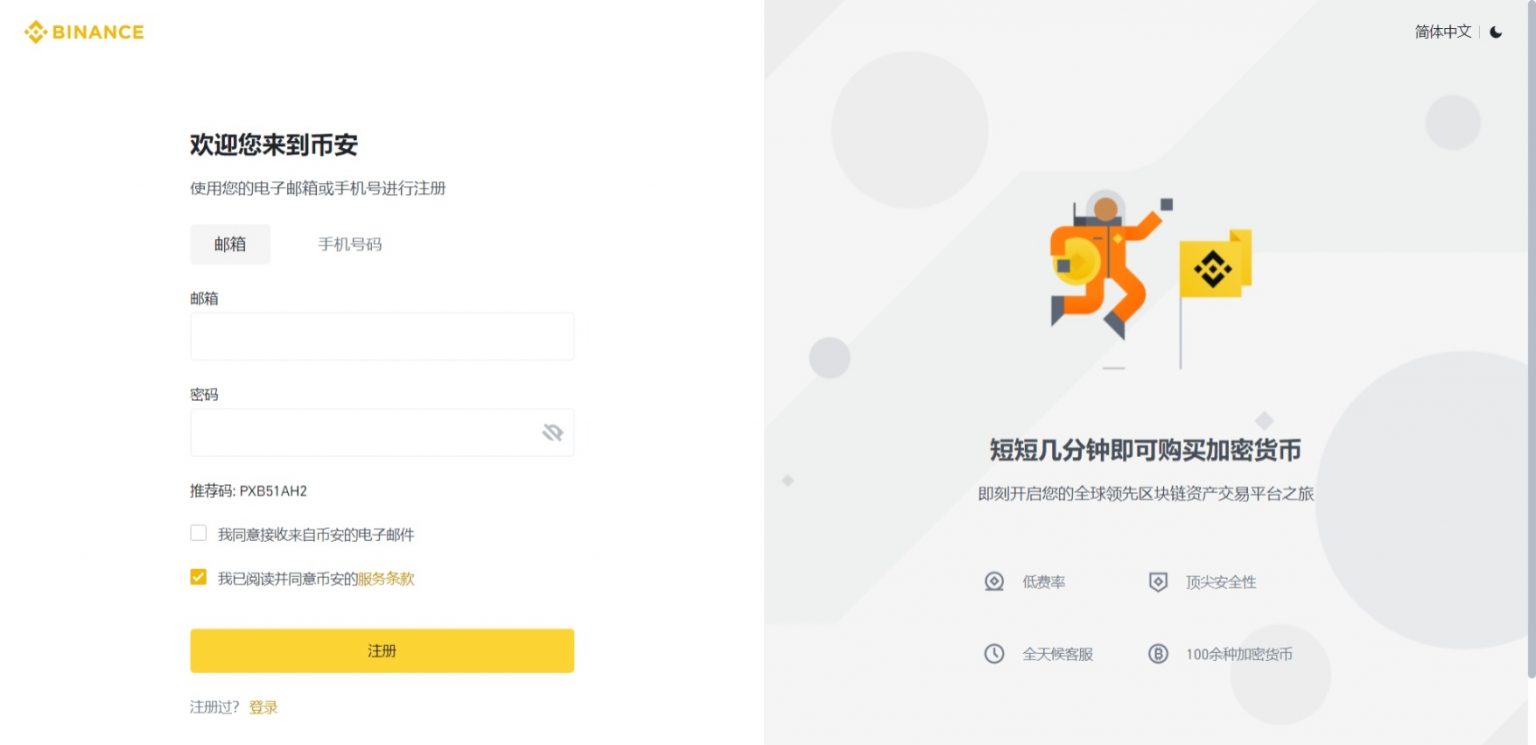 BINANCE
简体中文
欢迎您来到币安
使用您的电子邮箱或手机号进行注册
邮箱
手机号码
邮箱
密码
推荐码: PXB51AH2
我同意接收来自币安的电子邮件
我已阅读并同意币安的服务条款
注册
注册过? 登录
短短几分钟即可购买加密货币
即刻开启您的全球领先区块链资产交易平台之旅
低费率
顶尖安全性
全天候客服
100余种加密货币